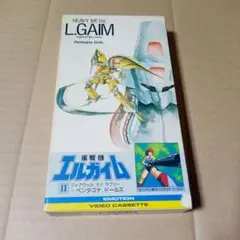 HEAVY METAL
L.GAIM
Pentagona Dolls
重戦機
エルガイム
II
フェアウェル マイ ラブリー
・ペンタゴナ ドールズ
EMOTION
VIDEO CASSETTE